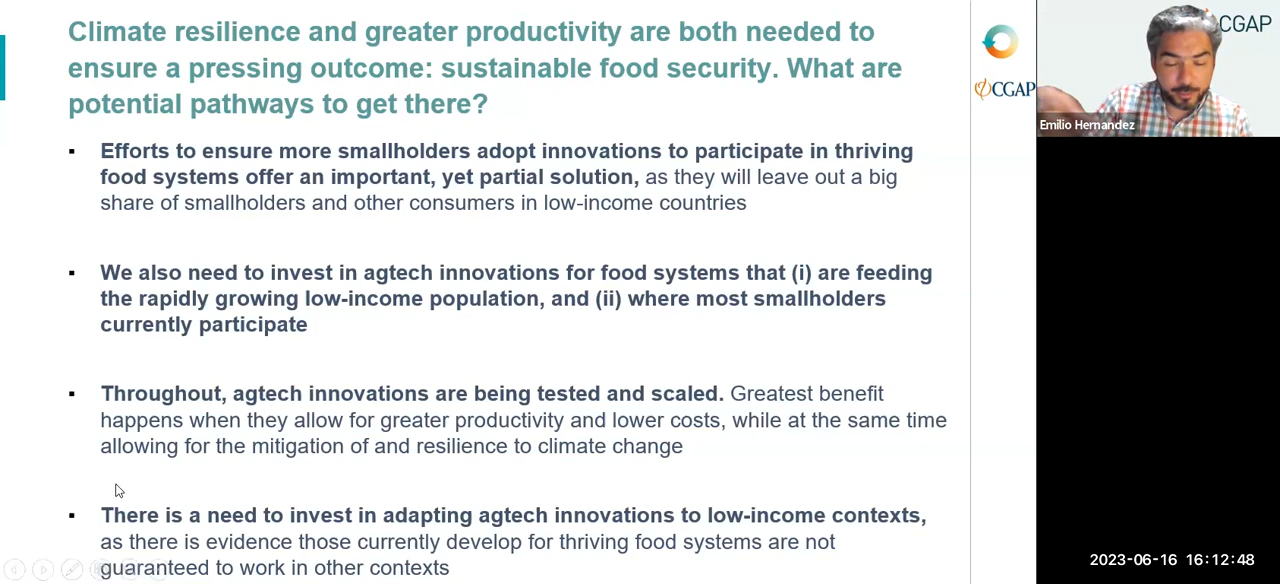 Climate resilience and greater productivity are both needed to
ensure a pressing outcome: sustainable food security. What are
potential pathways to get there?
▪ Efforts to ensure more smallholders adopt innovations to participate in thriving
food systems offer an important, yet partial solution, as they will leave out a big
share of smallholders and other consumers in low-income countries
▪ We also need to invest in agtech innovations for food systems that (i) are feeding
the rapidly growing low-income population, and (ii) where most smallholders
currently participate
▪ Throughout, agtech innovations are being tested and scaled. Greatest benefit
happens when they allow for greater productivity and lower costs, while at the same time
allowing for the mitigation of and resilience to climate change
▪ There is a need to invest in adapting agtech innovations to low-income contexts,
as there is evidence those currently develop for thriving food systems are not
guaranteed to work in other contexts
CGAP
CGAP
Emilio Hernandez
2023-06-16 16:12:48